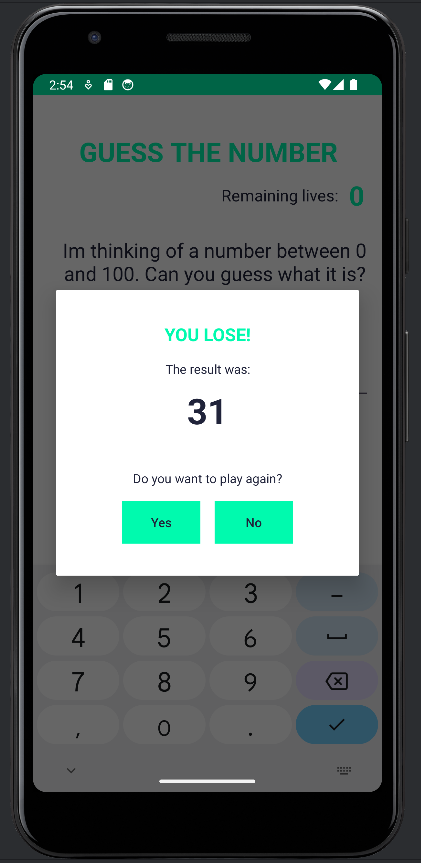 2:54
GUESS THE NUMBER
Remaining lives: 0
Im thinking of a number between 0
and 100. Can you guess what it is?
YOU LOSE!
The result was:
31
Do you want to play again?
Yes No
1 2 3 –
4 5 6
7 8 9
, 0 .